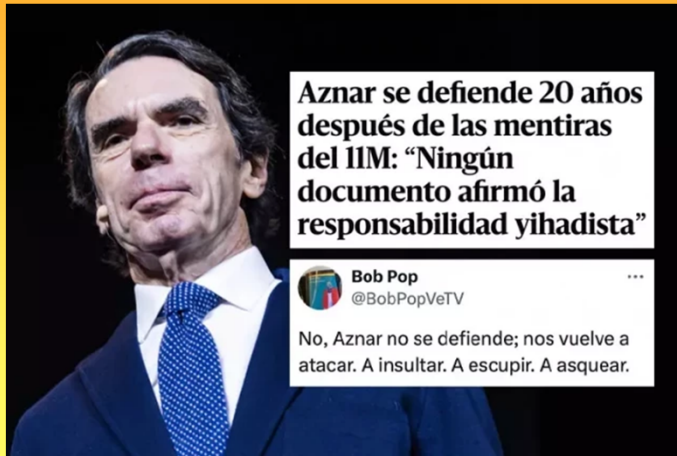 Aznar se defiende 20 años
después de las mentiras
del 11M: “Ningún
documento afirmó la
responsabilidad yihadista”
Bob Pop
@BobPopVeTV
No, Aznar no se defiende; nos vuelve a
atacar. A insultar. A escupir. A asquear.